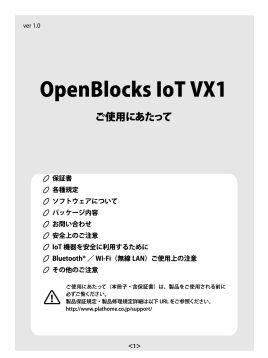 ver 1.0
OpenBlocks IoT VX1
ご使用にあたって
保証書
各種規定
ソフトウェアについて
パッケージ内容
お問い合わせ
安全上のご注意
IoT 機器を安全に利用するために
Bluetooth® ／ Wi-Fi（無線 LAN）ご使用上の注意
その他のご注意
ご使用にあたって（本冊子・含保証書）は、製品をご使用される前に
必ずご覧ください。
製品保証規定・製品修理規定詳細は以下 URL をご参照ください。
http://www.plathome.co.jp/support/
<1>